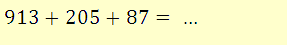 913 + 205 + 87 = ...